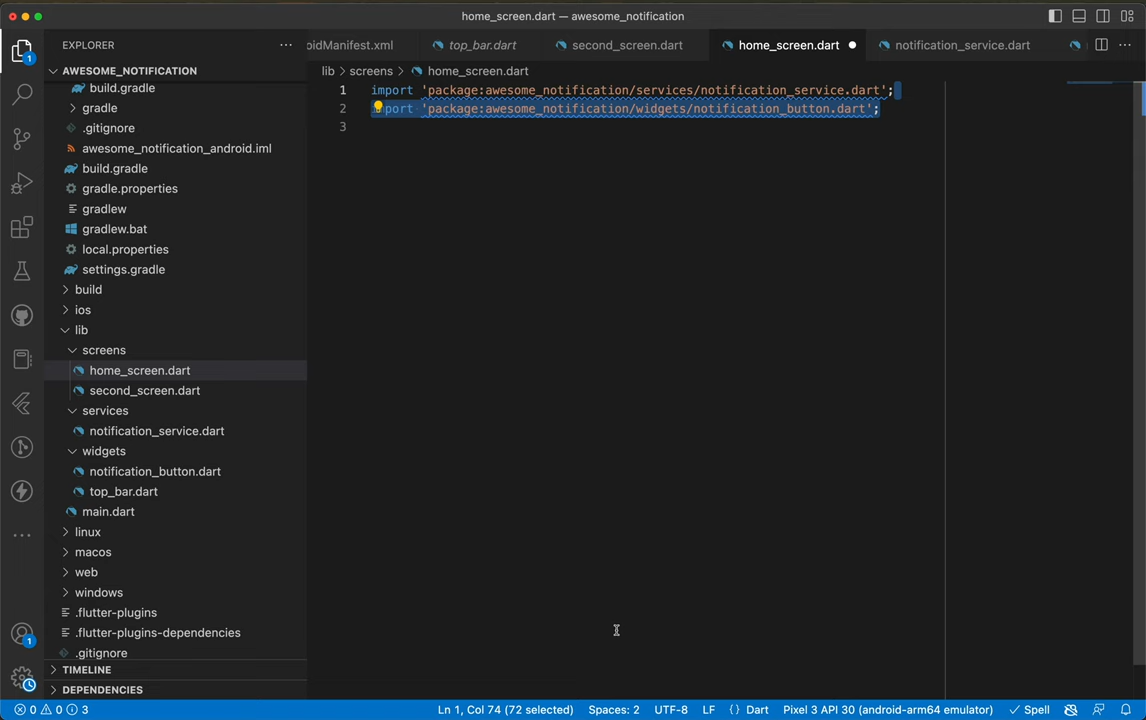 home_screen.dart — awesome_notification
EXPLORER
oidManifest.xml
top_bar.dart
second_screen.dart
home_screen.dart
notification_service.dart
AWESOME_NOTIFICATION
lib
screens
home_screen.dart
build.gradle
1 import 'package:awesome_notification/services/notification_service.dart';
gradle
2 import 'package:awesome_notification/widgets/notification_button.dart';
.gitignore
3
awesome_notification_android.iml
build.gradle
gradle.properties
gradlew
gradlew.bat
local.properties
settings.gradle
build
ios
lib
screens
home_screen.dart
second_screen.dart
services
notification_service.dart
widgets
notification_button.dart
top_bar.dart
main.dart
linux
macos
web
windows
.flutter-plugins
.flutter-plugins-dependencies
.gitignore
TIMELINE
DEPENDENCIES
1
1
0 0 3
Ln 1, Col 74 (72 selected)
Spaces: 2
UTF-8
LF
{} Dart
Pixel 3 API 30 (android-arm64 emulator)
Spell